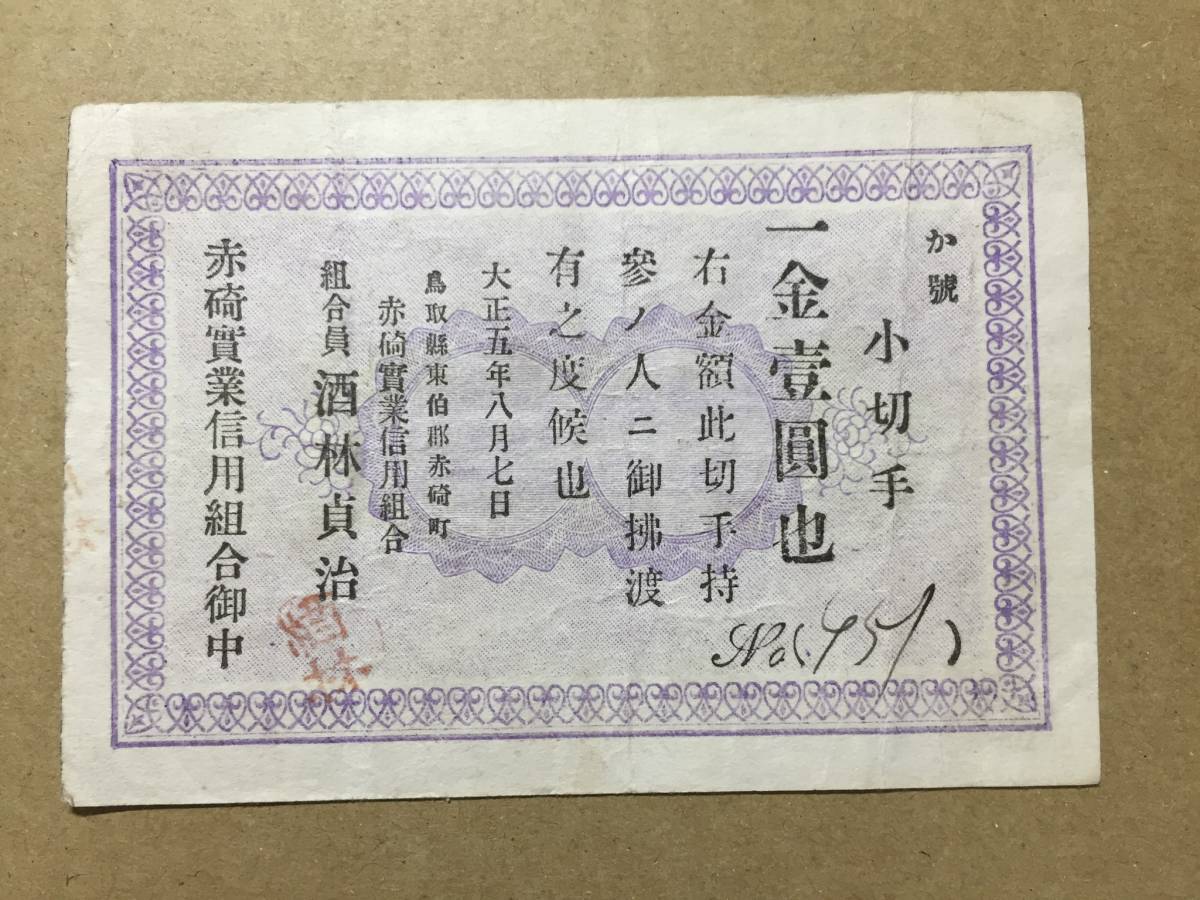 か號
小切手
一金壹圓也
右金額此切手持
參ノ人ニ御拂渡
有之度候也
大正五年八月七日
鳥取縣東伯郡赤碕町
赤碕實業信用組合
組合員 酒林貞治
赤碕實業信用組合御中
No.(951)
酒林